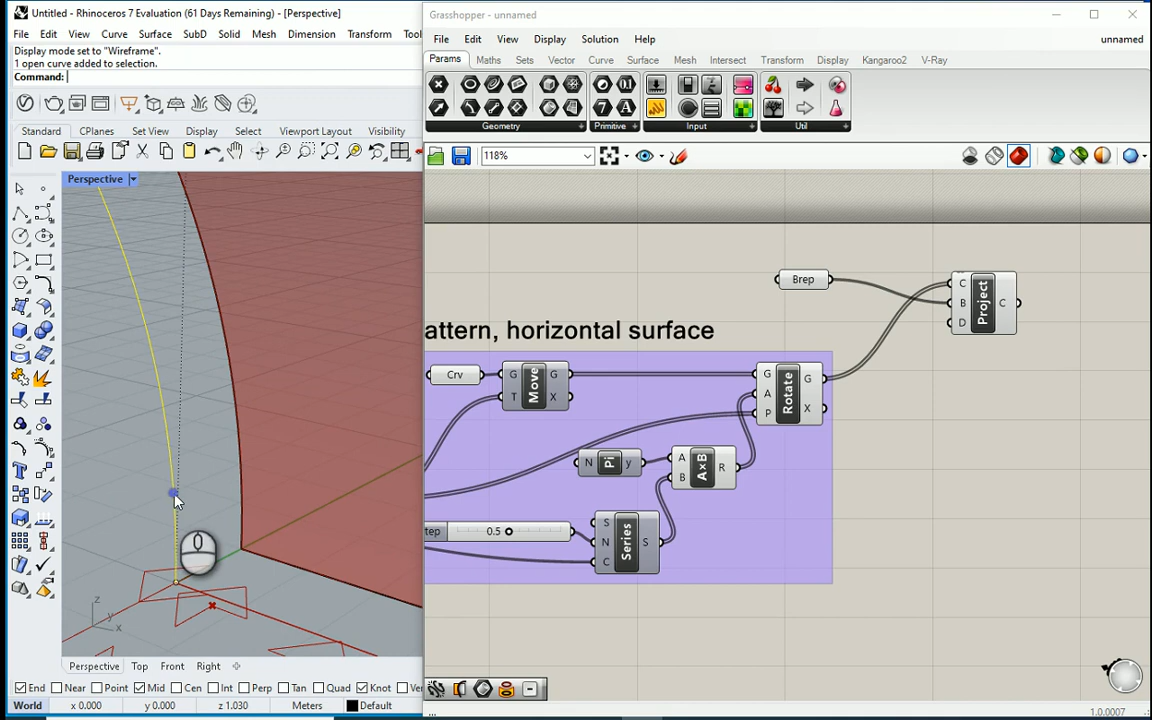 Untitled - Rhinoceros 7 Evaluation (61 Days Remaining) - [Perspective]
File Edit View Curve Surface SubD Solid Mesh Dimension Transform Tool
Display mode set to "Wireframe".
1 open curve added to selection.
Command:
Standard CPlanes Set View Display Select Viewport Layout Visibility
Perspective
z
y
x
Perspective Top Front Right
End Near Point Mid Cen Int Perp Tan Quad Knot Ver
World x 0.000 y 0.000 z 1.030 Meters Default
Grasshopper - unnamed
File Edit View Display Solution Help unnamed
Params Maths Sets Vector Curve Surface Mesh Intersect Transform Display Kangaroo2 V-Ray
Geometry Primitive Input Util
118%
Brep
C
B
D
Project
C
attern, horizontal surface
Crv
G
T
Move
G
X
G
A
P
Rotate
G
X
N Pi y
A
B
A×B
R
tep 0.5
S
N
C
Series
S
...
1.0.0007